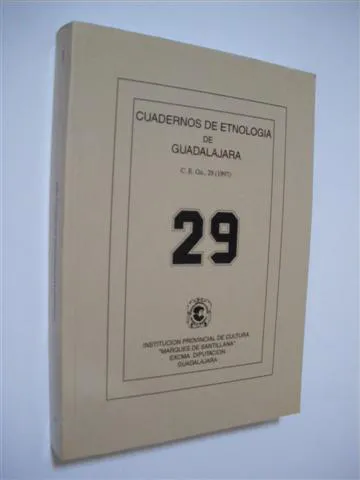 CUADERNOS DE ETNOLOGIA
DE
GUADALAJARA
C. E. Gu., 29 (1997)
29
INSTITUCION PROVINCIAL DE CULTURA
"MARQUES DE SANTILLANA"
EXCMA. DIPUTACION
GUADALAJARA